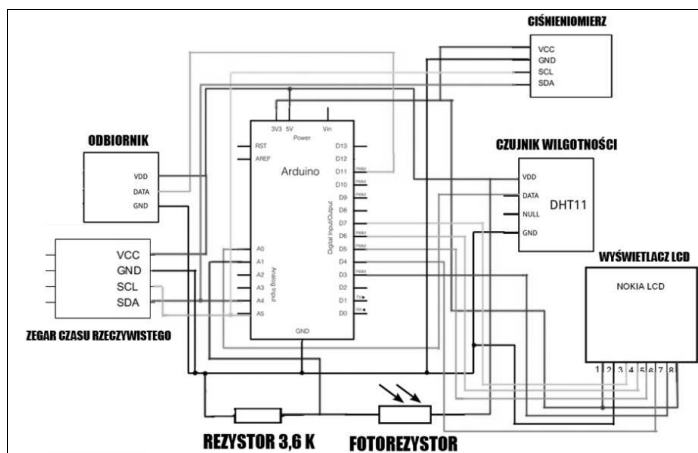 CIŚNIENIOMIERZ
VCC
GND
SCL
SDA
ODBIORNIK
VDD
DATA
GND
3V3 5V Vin
Power
RST
AREF
Arduino
D13
D12
D11
D10
D9
D8
D7
D6
D5
D4
D3
D2
D1
D0
Digital Input/Output
A0
A1
A2
A3
A4
A5
Analog Input
GND
CZUJNIK WILGOTNOŚCI
VDD
DATA
NULL
GND
DHT11
VCC
GND
SCL
SDA
ZEGAR CZASU RZECZYWISTEGO
WYŚWIETLACZ LCD
NOKIA LCD
1 2 3 4 5 6 7 8
REZYSTOR 3,6 K
FOTOREZYSTOR